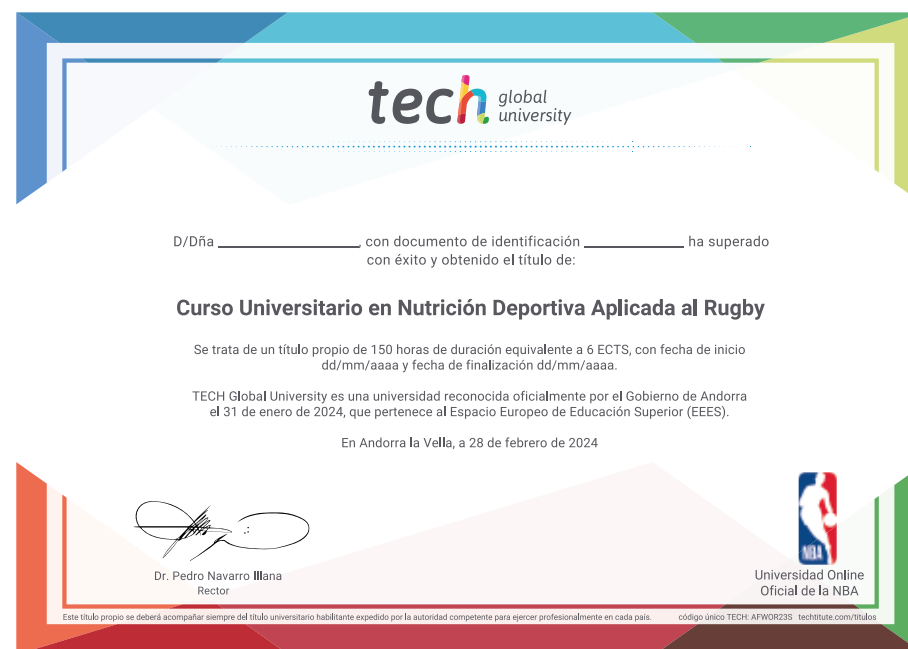 tech global university
D/Dña ____________________, con documento de identificación ______________ ha superado
con éxito y obtenido el título de:
Curso Universitario en Nutrición Deportiva Aplicada al Rugby
Se trata de un título propio de 150 horas de duración equivalente a 6 ECTS, con fecha de inicio
dd/mm/aaaa y fecha de finalización dd/mm/aaaa.
TECH Global University es una universidad reconocida oficialmente por el Gobierno de Andorra
el 31 de enero de 2024, que pertenece al Espacio Europeo de Educación Superior (EEES).
En Andorra la Vella, a 28 de febrero de 2024
NBA
Dr. Pedro Navarro Illana
Rector
Universidad Online
Oficial de la NBA
Este título propio se deberá acompañar siempre del título universitario habilitante expedido por la autoridad competente para ejercer profesionalmente en cada país. código único TECH: AFWOR23S techtitute.com/titulos